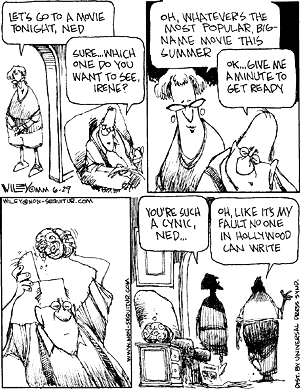 LET'S GO TO A MOVIE
TONIGHT, NED
SURE...WHICH
ONE DO YOU
WANT TO SEE,
IRENE?
WILEY©MM 6-29
OH, WHATEVER'S THE
MOST POPULAR, BIG-
NAME MOVIE THIS
SUMMER
OK...GIVE ME
A MINUTE TO
GET READY
WILEY@NON-SEQUITUR.COM
WWW.NON-SEQUITUR.COM
YOU'RE SUCH
A CYNIC,
NED...
OH, LIKE IT'S MY
FAULT NO ONE
IN HOLLYWOOD
CAN WRITE
UNIVERSAL PRESS SYND.